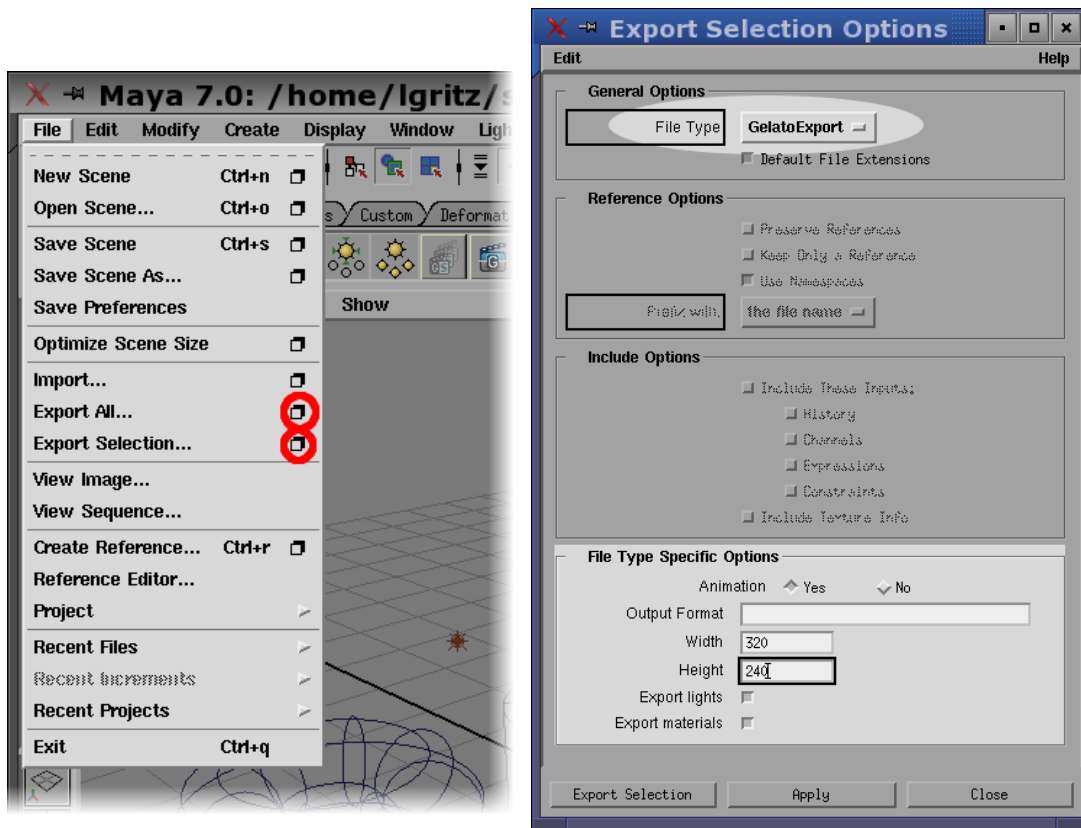 Maya 7.0: /home/lgritz/s
File Edit Modify Create Display Window Ligh
New Scene Ctrl+n
Open Scene... Ctrl+o
Save Scene Ctrl+s
Save Scene As...
Save Preferences
Optimize Scene Size
Import...
Export All...
Export Selection...
View Image...
View Sequence...
Create Reference... Ctrl+r
Reference Editor...
Project
Recent Files
Recent Increments
Recent Projects
Exit Ctrl+q
s Custom Deformat
GS G
Show
Export Selection Options
Edit Help
General Options
File Type GelatoExport
Default File Extensions
Reference Options
Preserve References
Keep Only a Reference
Use Namespaces
Prefix with: the file name
Include Options
Include These Inputs:
History
Channels
Expressions
Constraints
Include Texture Info
File Type Specific Options
Animation Yes No
Output Format
Width 320
Height 240
Export lights
Export materials
Export Selection Apply Close